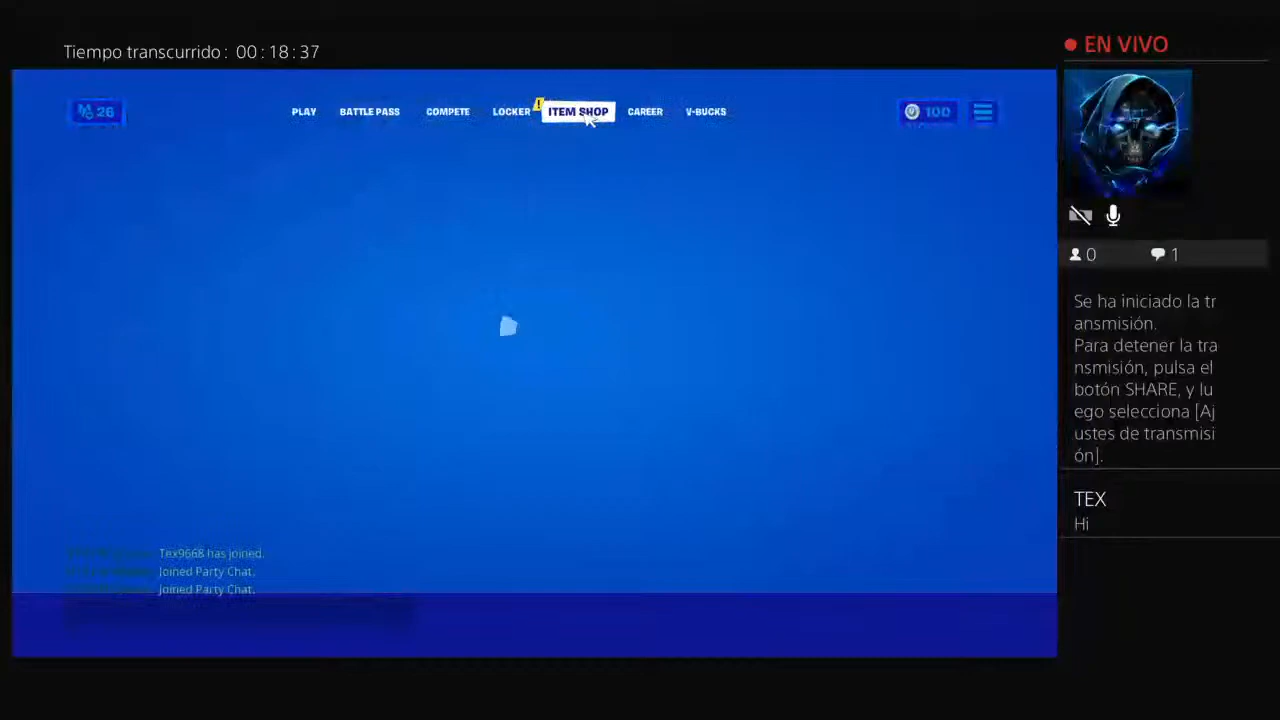 Tiempo transcurrido: 00:18:37
EN VIVO
26
PLAY
BATTLE PASS
COMPETE
LOCKER
!
ITEM SHOP
CAREER
V-BUCKS
100
0
1
Se ha iniciado la tr
ansmisión.
Para detener la tra
nsmisión, pulsa el
botón SHARE, y lu
ego selecciona [Aj
ustes de transmisi
ón].
TEX
Hi
Tex9668 has joined.
Joined Party Chat.
Joined Party Chat.